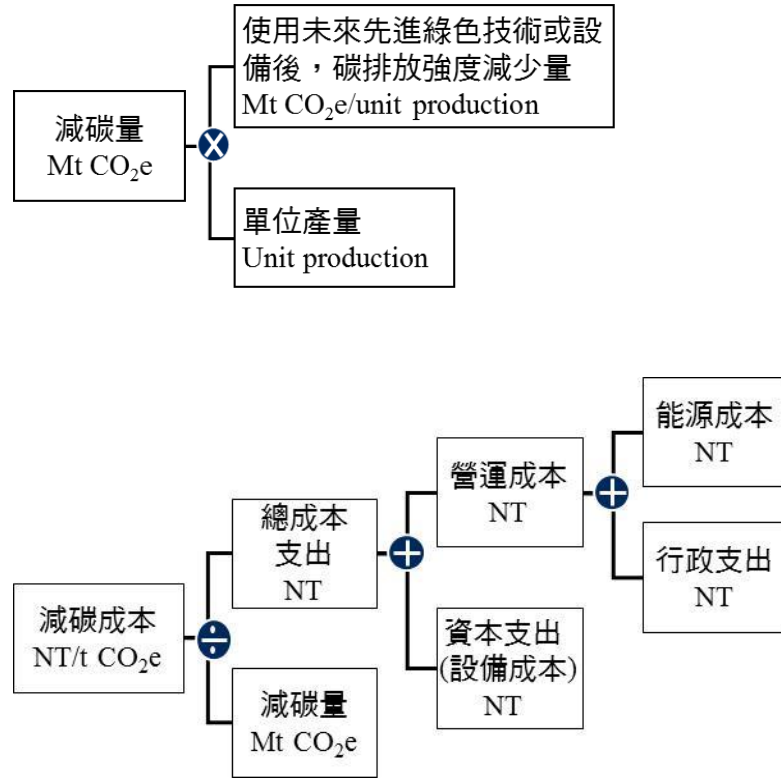 使用未來先進綠色技術或設
備後，碳排放強度減少量
Mt CO₂e/unit production
減碳量
Mt CO₂e
×
單位產量
Unit production
能源成本
NT
營運成本
NT
+
總成本
支出
NT
+
行政支出
NT
減碳成本
NT/t CO₂e
÷
資本支出
(設備成本)
NT
減碳量
Mt CO₂e